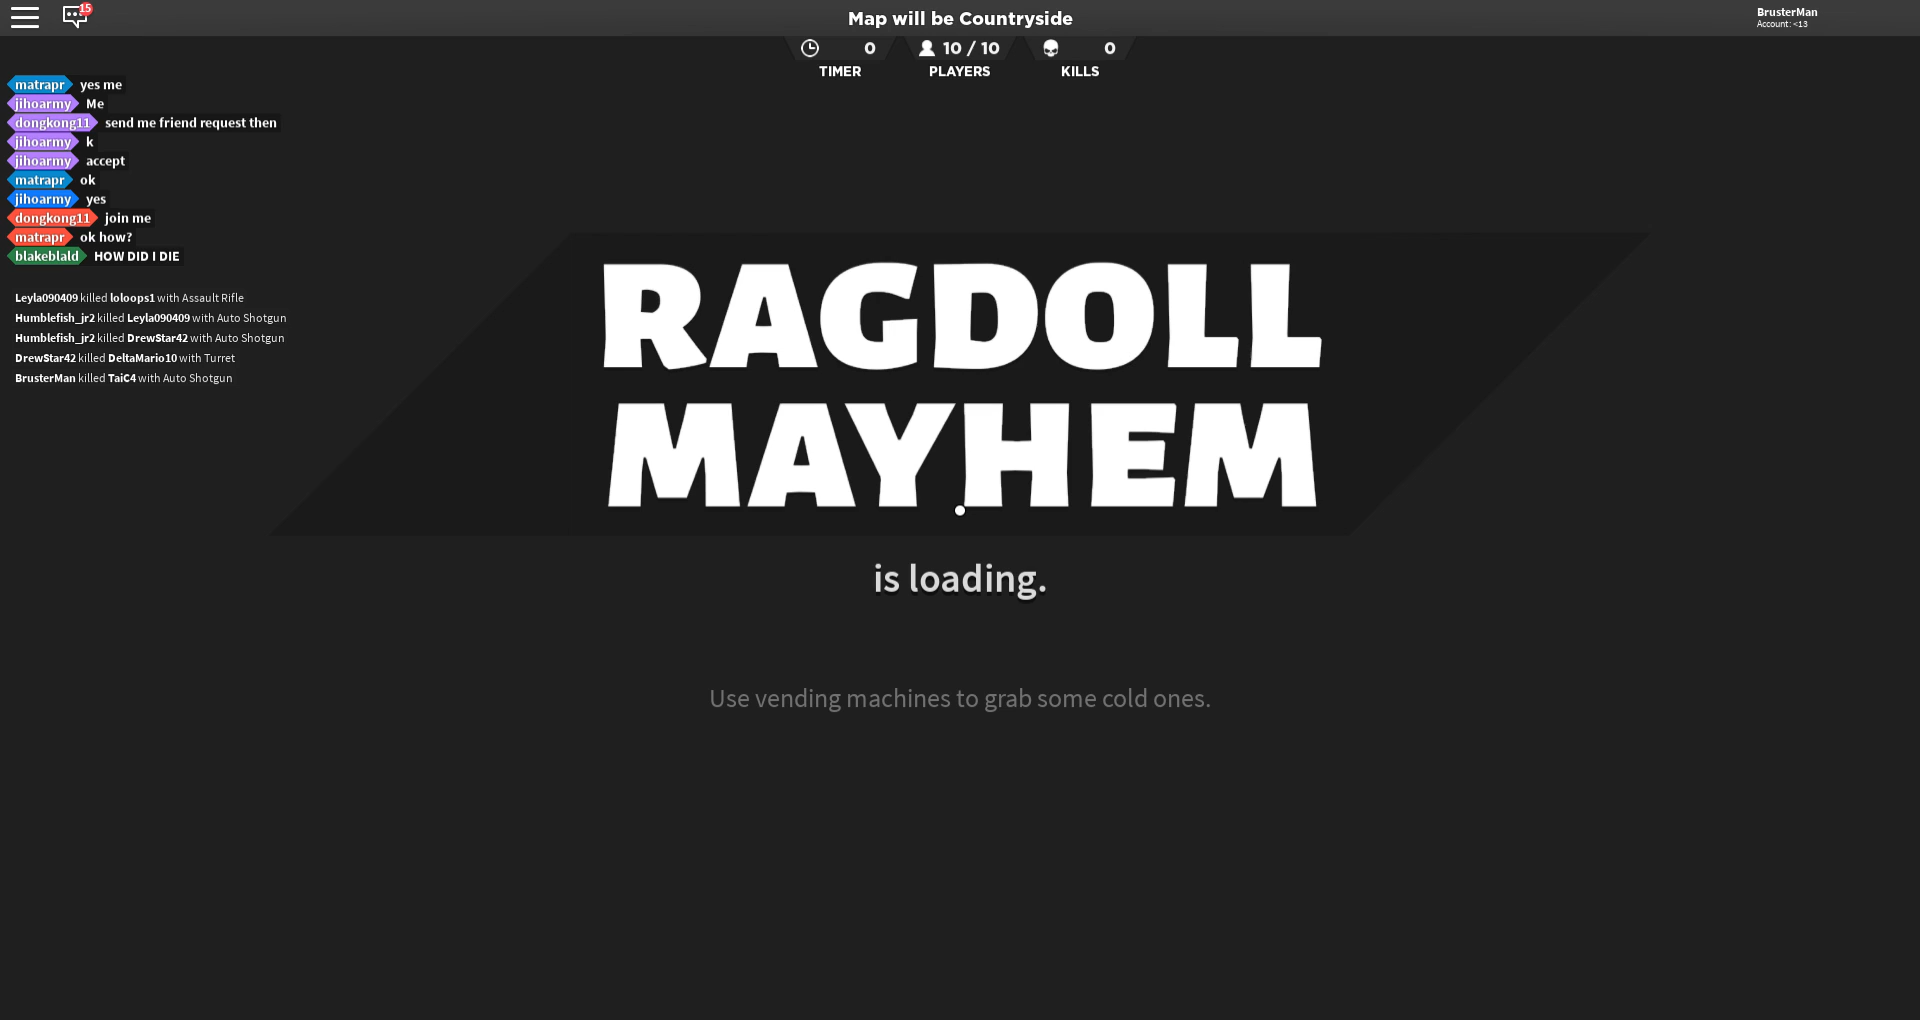 15
Map will be Countryside
BrusterMan
Account: <13
0
10 / 10
0
TIMER
PLAYERS
KILLS
matrapr yes me
jihoarmy Me
dongkong11 send me friend request then
jihoarmy k
jihoarmy accept
matrapr ok
jihoarmy yes
dongkong11 join me
matrapr ok how?
blakeblald HOW DID I DIE
Leyla090409 killed loloops1 with Assault Rifle
Humblefish_jr2 killed Leyla090409 with Auto Shotgun
Humblefish_jr2 killed DrewStar42 with Auto Shotgun
DrewStar42 killed DeltaMario10 with Turret
BrusterMan killed TaiC4 with Auto Shotgun
RAGDOLL
MAYHEM
is loading.
Use vending machines to grab some cold ones.